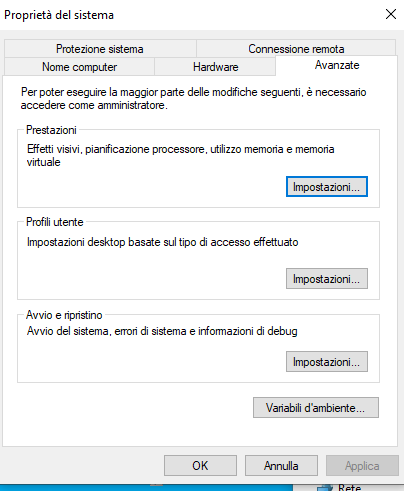 Proprietà del sistema
Protezione sistema
Connessione remota
Nome computer
Hardware
Avanzate
Per poter eseguire la maggior parte delle modifiche seguenti, è necessario
accedere come amministratore.
Prestazioni
Effetti visivi, pianificazione processore, utilizzo memoria e memoria
virtuale
Impostazioni...
Profili utente
Impostazioni desktop basate sul tipo di accesso effettuato
Impostazioni...
Avvio e ripristino
Avvio del sistema, errori di sistema e informazioni di debug
Impostazioni...
Variabili d'ambiente...
OK
Annulla
Applica
Rete